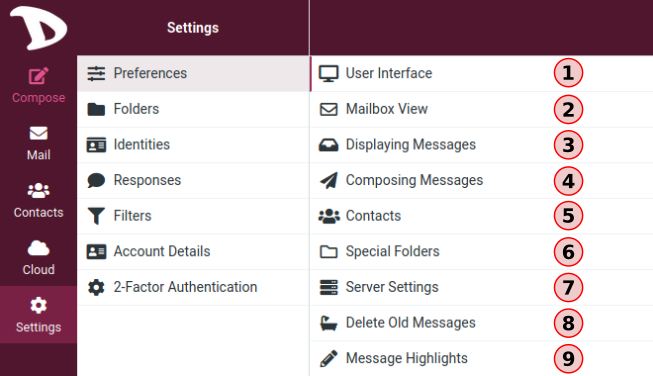 Settings
Compose
Mail
Contacts
Cloud
Settings
Preferences
Folders
Identities
Responses
Filters
Account Details
2-Factor Authentication
User Interface 1
Mailbox View 2
Displaying Messages 3
Composing Messages 4
Contacts 5
Special Folders 6
Server Settings 7
Delete Old Messages 8
Message Highlights 9